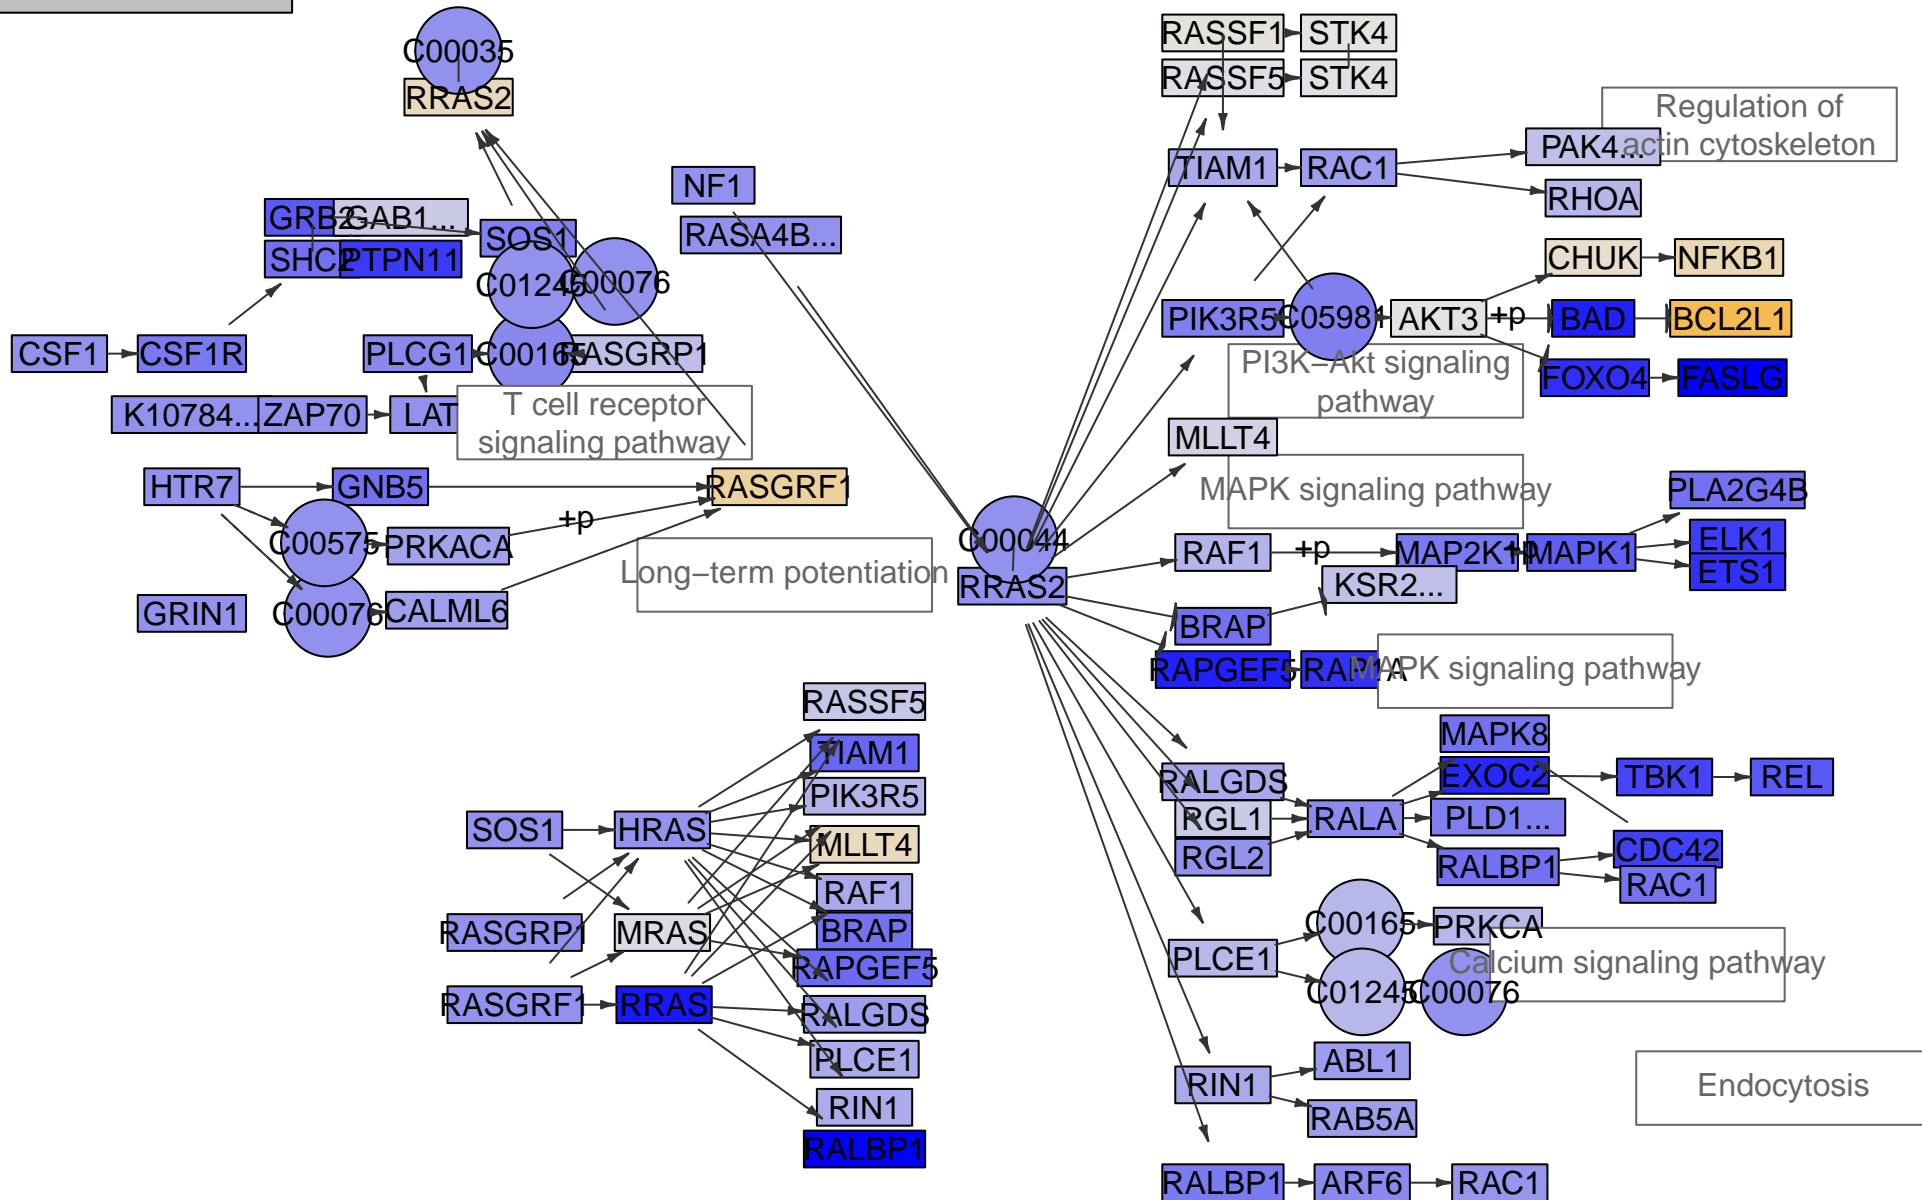 C00035
RRAS2
NF1
RASA4B...
GRB2
GAB1...
SOS1
SHC2
PTPN11
C01245
C00076
CSF1
CSF1R
PLCG1
C00165
RASGRP1
K10784...
ZAP70
LAT
T cell receptor
signaling pathway
HTR7
GNB5
RASGRF1
+p
C00575
PRKACA
Long−term potentiation
GRIN1
C00076
CALML6
C00044
RRAS2
RASSF1
STK4
RASSF5
STK4
Regulation of
actin cytoskeleton
PAK4...
TIAM1
RAC1
RHOA
CHUK
NFKB1
PIK3R5
C05981
AKT3
+p
BAD
BCL2L1
PI3K−Akt signaling
pathway
FOXO4
FASLG
MLLT4
MAPK signaling pathway
PLA2G4B
RAF1
+p
MAP2K1
+p
MAPK1
ELK1
ETS1
KSR2...
BRAP
RAPGEF5
RAP1A
MAPK signaling pathway
MAPK8
RALGDS
EXOC2
TBK1
REL
RGL1
RALA
PLD1...
RGL2
RALBP1
CDC42
RAC1
C00165
PRKCA
PLCE1
Calcium signaling pathway
C01245
C00076
ABL1
RIN1
RAB5A
Endocytosis
RALBP1
ARF6
RAC1
RASSF5
TIAM1
PIK3R5
SOS1
HRAS
MLLT4
RAF1
RASGRP1
MRAS
BRAP
RAPGEF5
RASGRF1
RRAS
RALGDS
PLCE1
RIN1
RALBP1